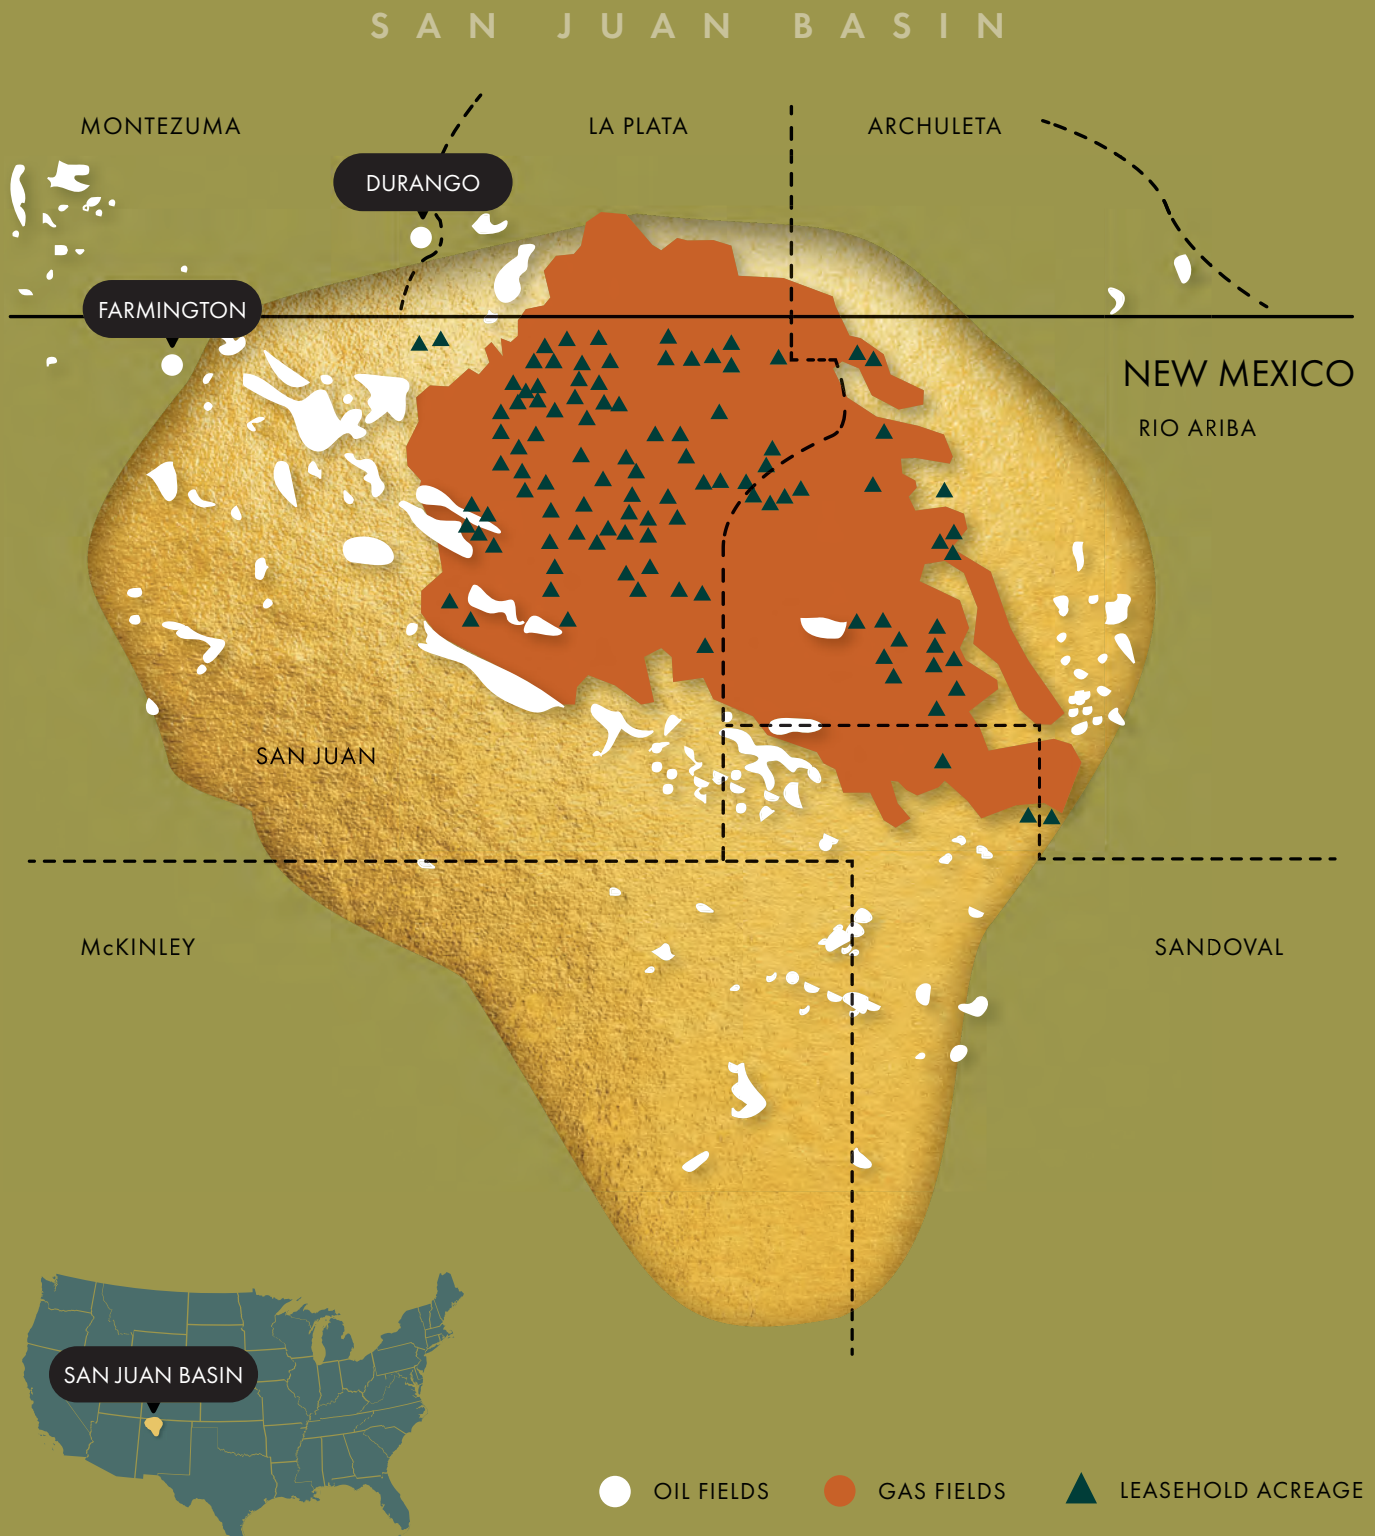 SAN JUAN BASIN
MONTEZUMA
LA PLATA
ARCHULETA
DURANGO
FARMINGTON
NEW MEXICO
RIO ARIBA
SAN JUAN
McKINLEY
SANDOVAL
SAN JUAN BASIN
OIL FIELDS
GAS FIELDS
LEASEHOLD ACREAGE